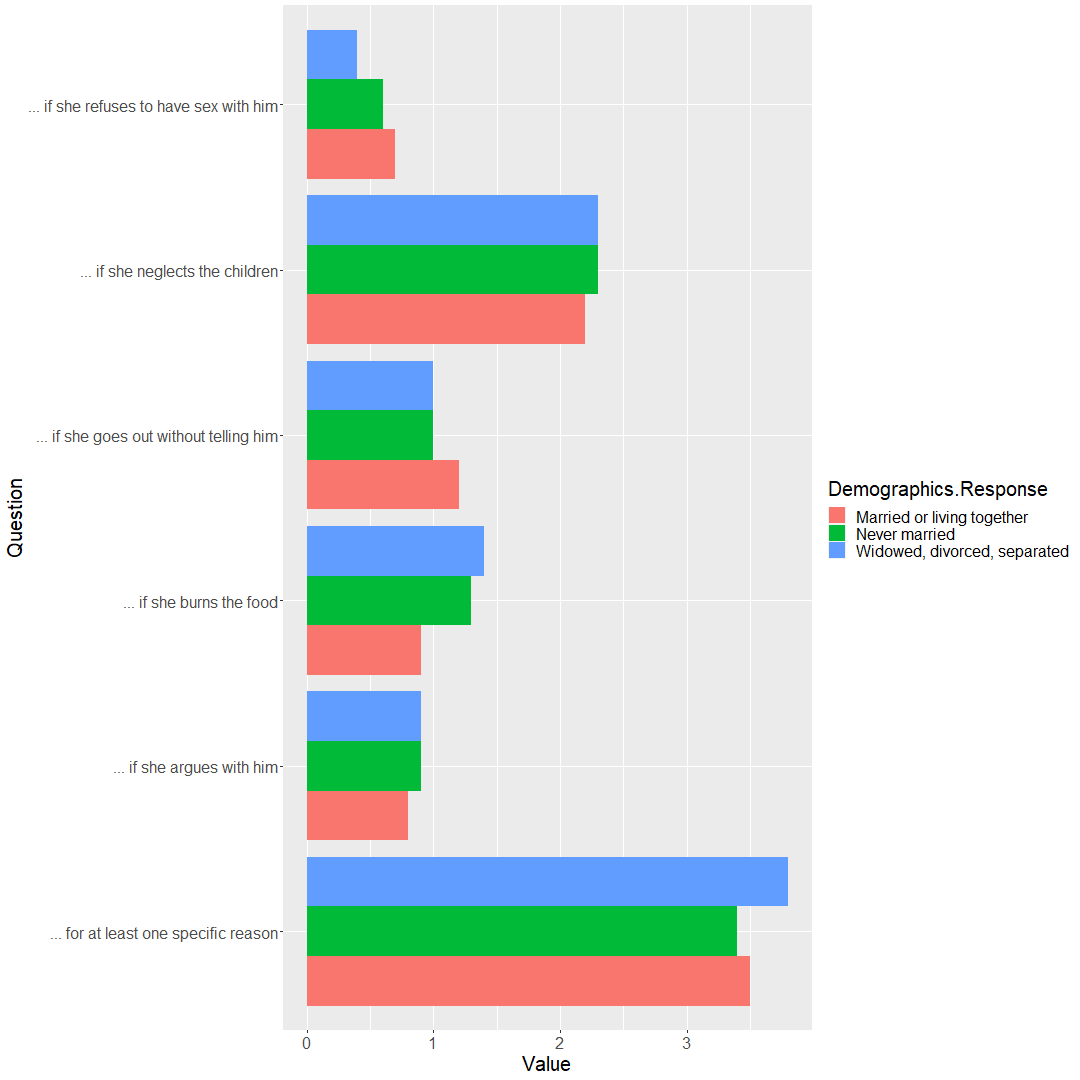 ... if she refuses to have sex with him
... if she neglects the children
... if she goes out without telling him
... if she burns the food
... if she argues with him
... for at least one specific reason
Question
0 1 2 3
Value
Demographics.Response
Married or living together
Never married
Widowed, divorced, separated